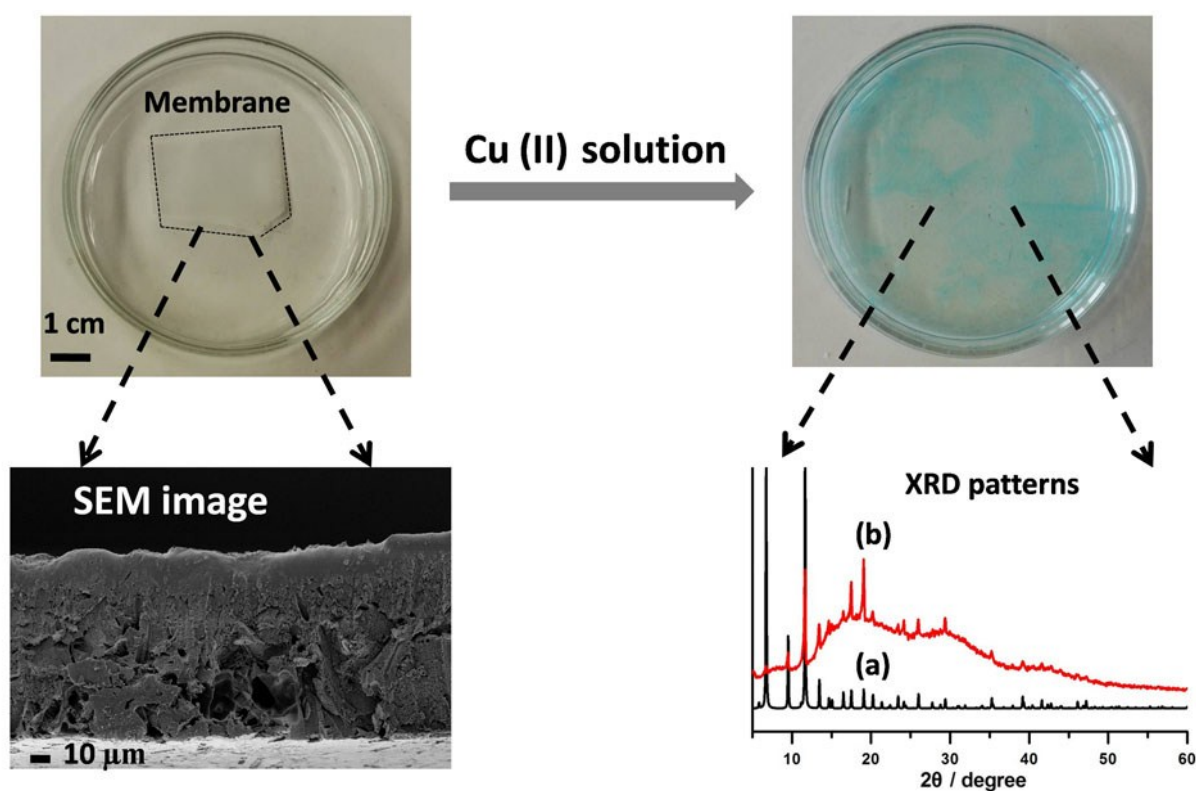 Membrane
1 cm
Cu (II) solution
SEM image
10 µm
XRD patterns
(b)
(a)
10 20 30 40 50 60
2θ / degree